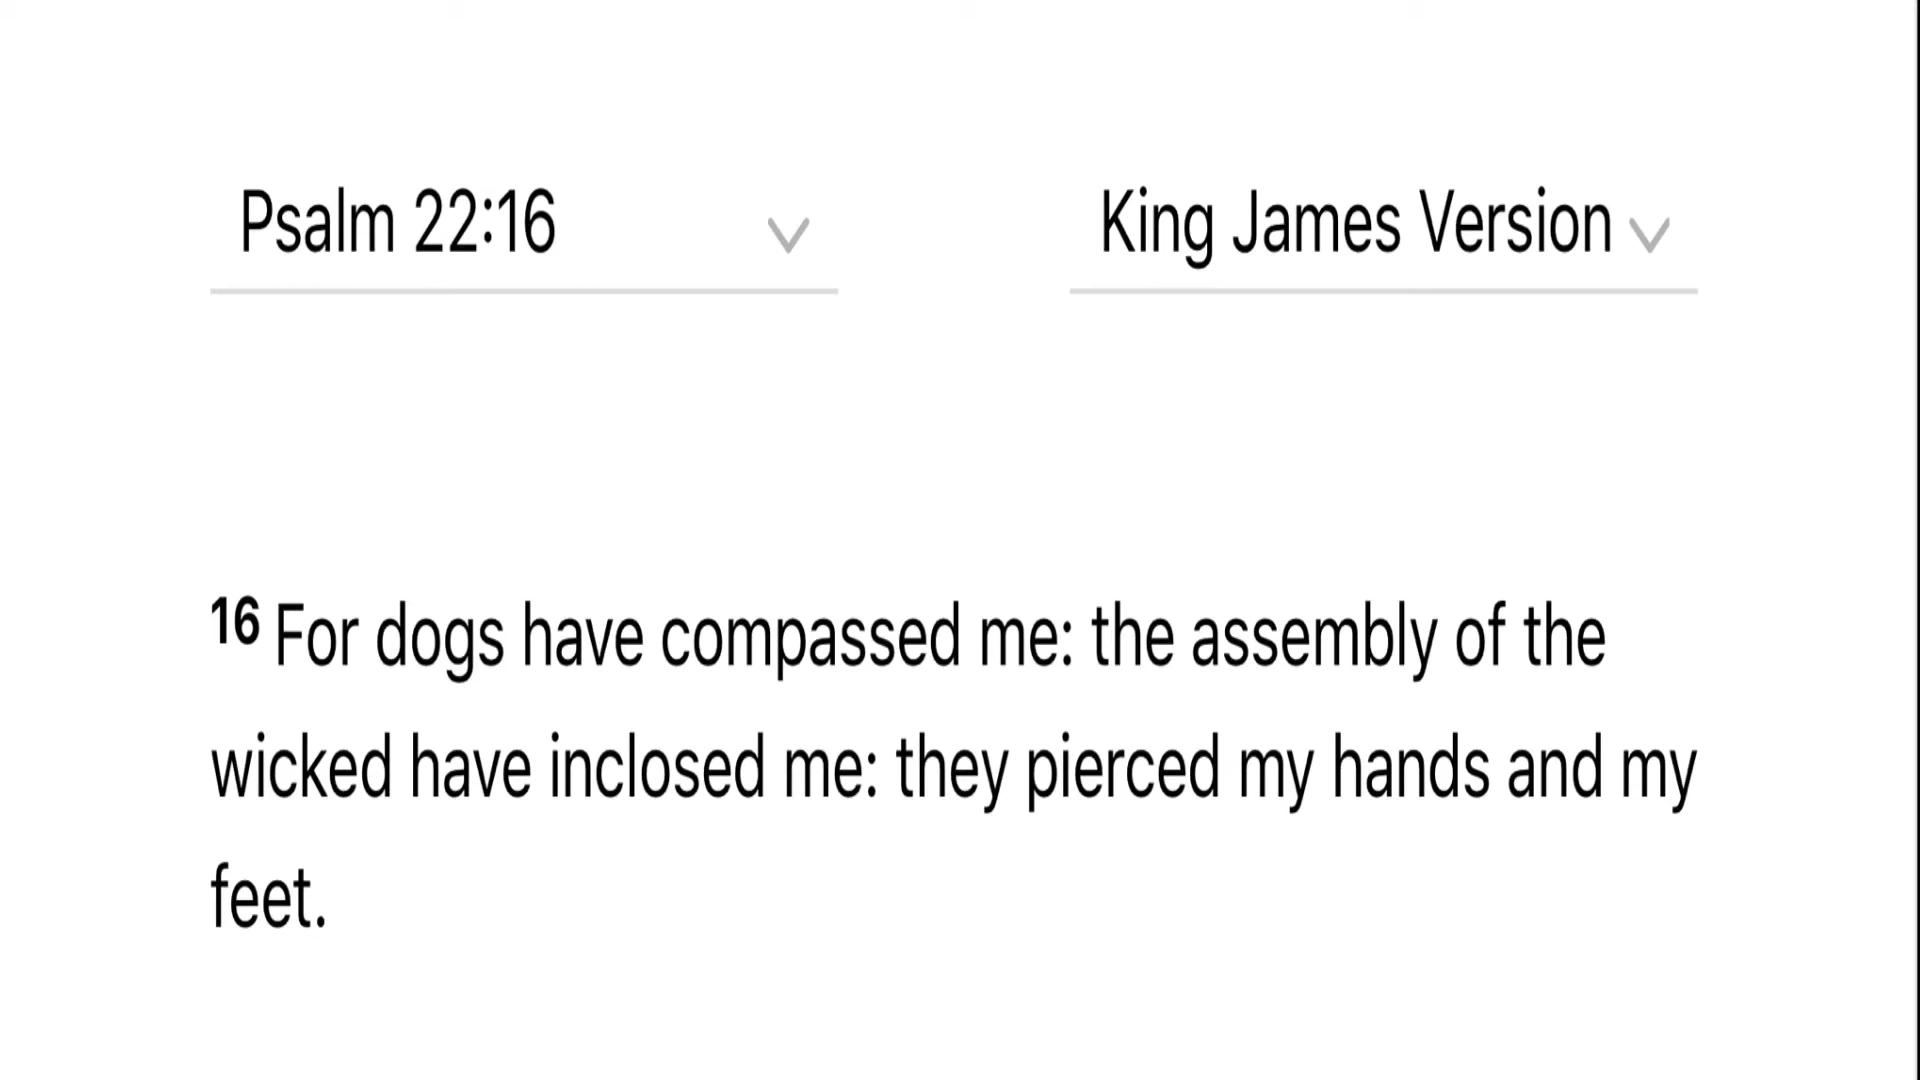 Psalm 22:16
King James Version
16 For dogs have compassed me: the assembly of the
wicked have inclosed me: they pierced my hands and my
feet.